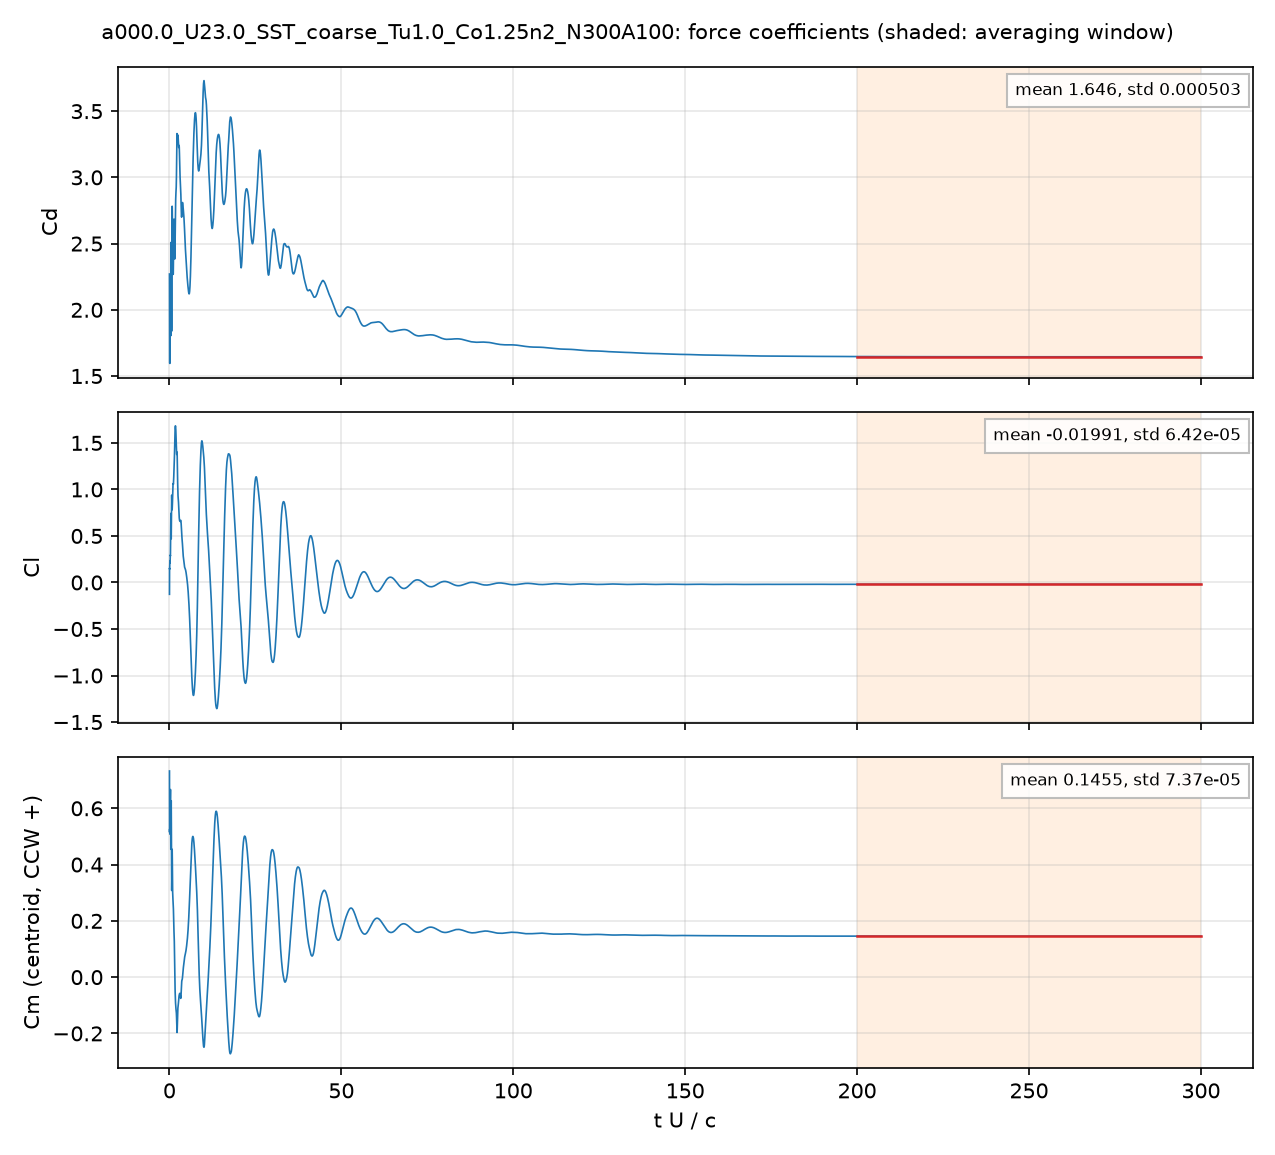 a000.0_U23.0_SST_coarse_Tu1.0_Co1.25n2_N300A100: force coefficients (shaded: averaging window)
mean 1.646, std 0.000503
3.5
3.0
2.5
2.0
1.5
Cd
mean -0.01991, std 6.42e-05
1.5
1.0
0.5
0.0
−0.5
−1.0
−1.5
Cl
mean 0.1455, std 7.37e-05
0.6
0.4
0.2
0.0
−0.2
Cm (centroid, CCW +)
0 50 100 150 200 250 300
t U / c